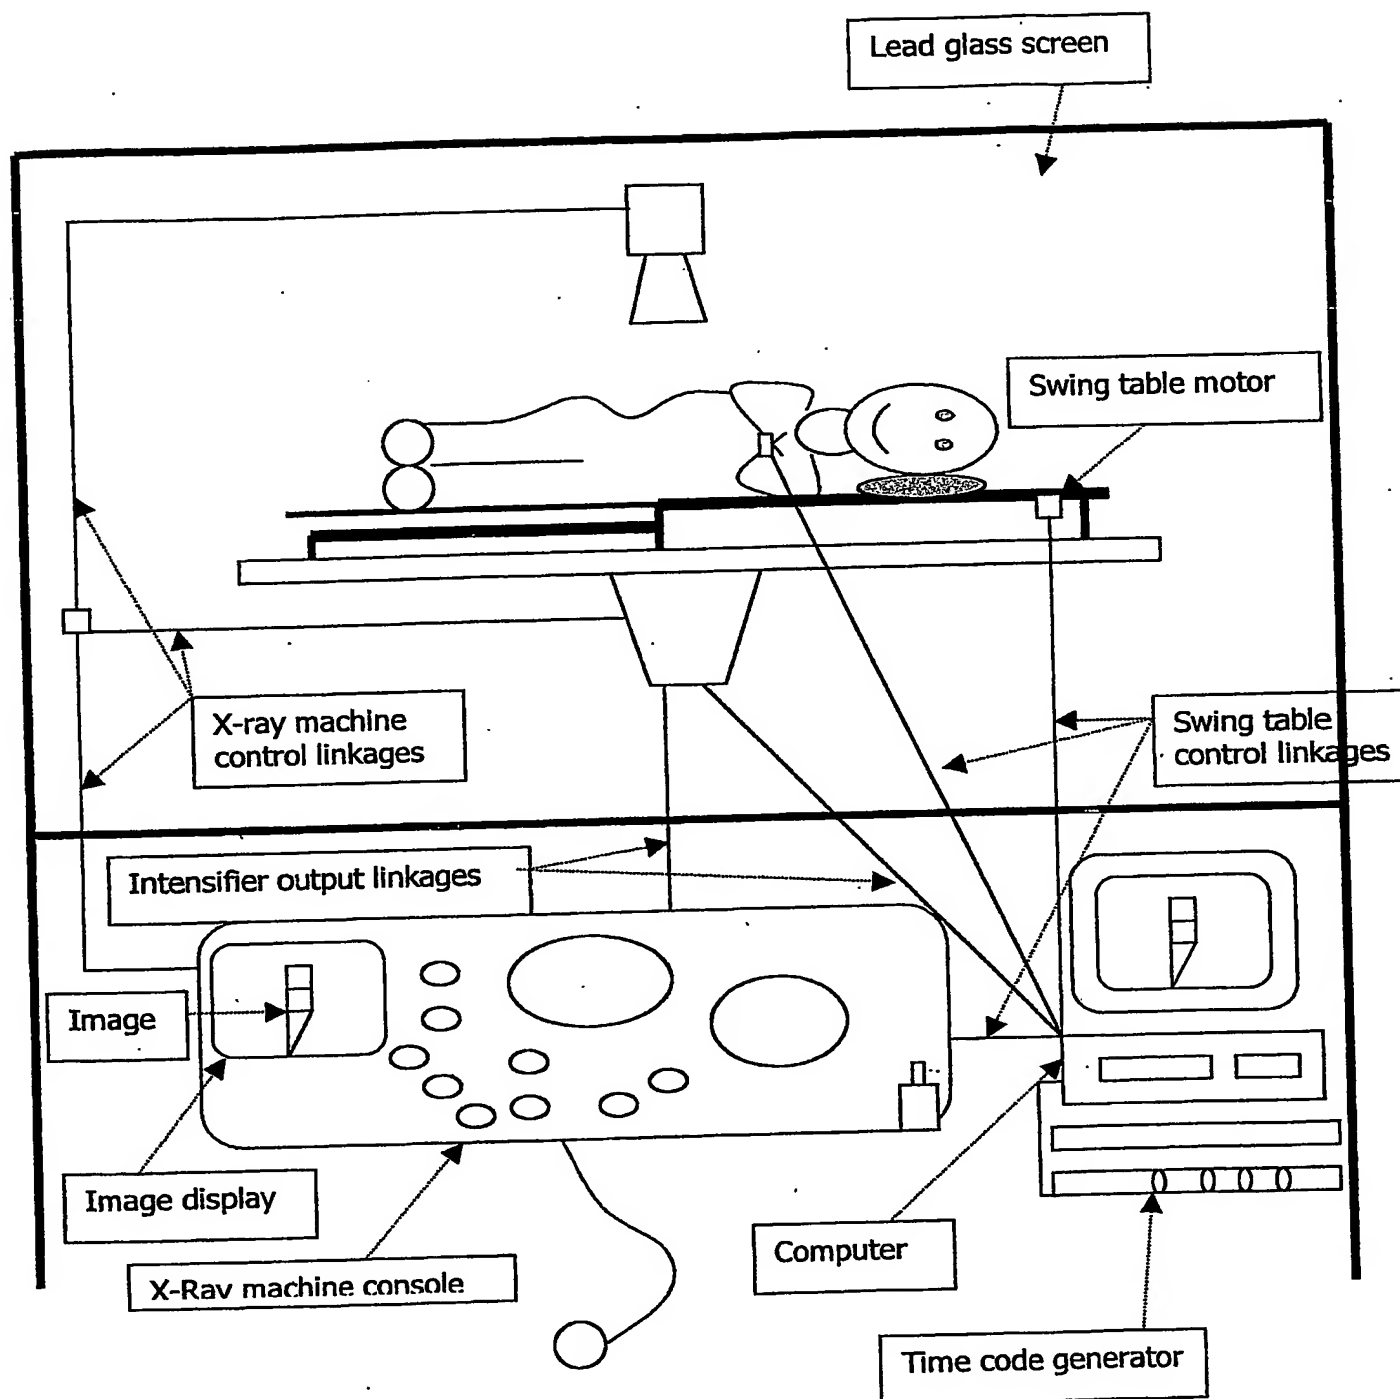 Lead glass screen
Swing table motor
X-ray machine
control linkages
Swing table
control linkages
Intensifier output linkages
Image
Image display
X-Ray machine console
Computer
Time code generator